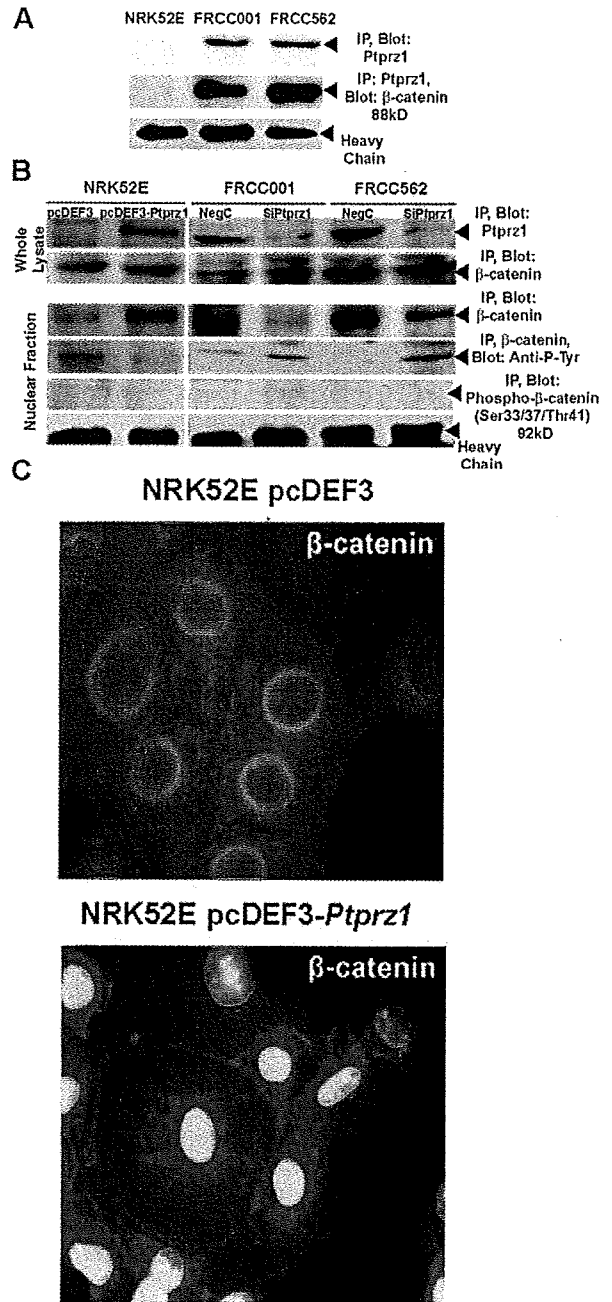 A
NRK52E FRCC001 FRCC562
IP, Blot:
Ptprz1
IP: Ptprz1,
Blot: β-catenin
88kD
Heavy
Chain
B
NRK52E FRCC001 FRCC562
pcDEF3 pcDEF3-Ptprz1 NegC SiPtprz1 NegC SiPtprz1
Whole
Lysate
IP, Blot:
Ptprz1
IP, Blot:
β-catenin
Nuclear Fraction
IP, Blot:
β-catenin
IP, β-catenin,
Blot: Anti-P-Tyr
IP, Blot:
Phospho-β-catenin
(Ser33/37/Thr41)
92kD
Heavy
Chain
C
NRK52E pcDEF3
β-catenin
NRK52E pcDEF3-Ptprz1
β-catenin